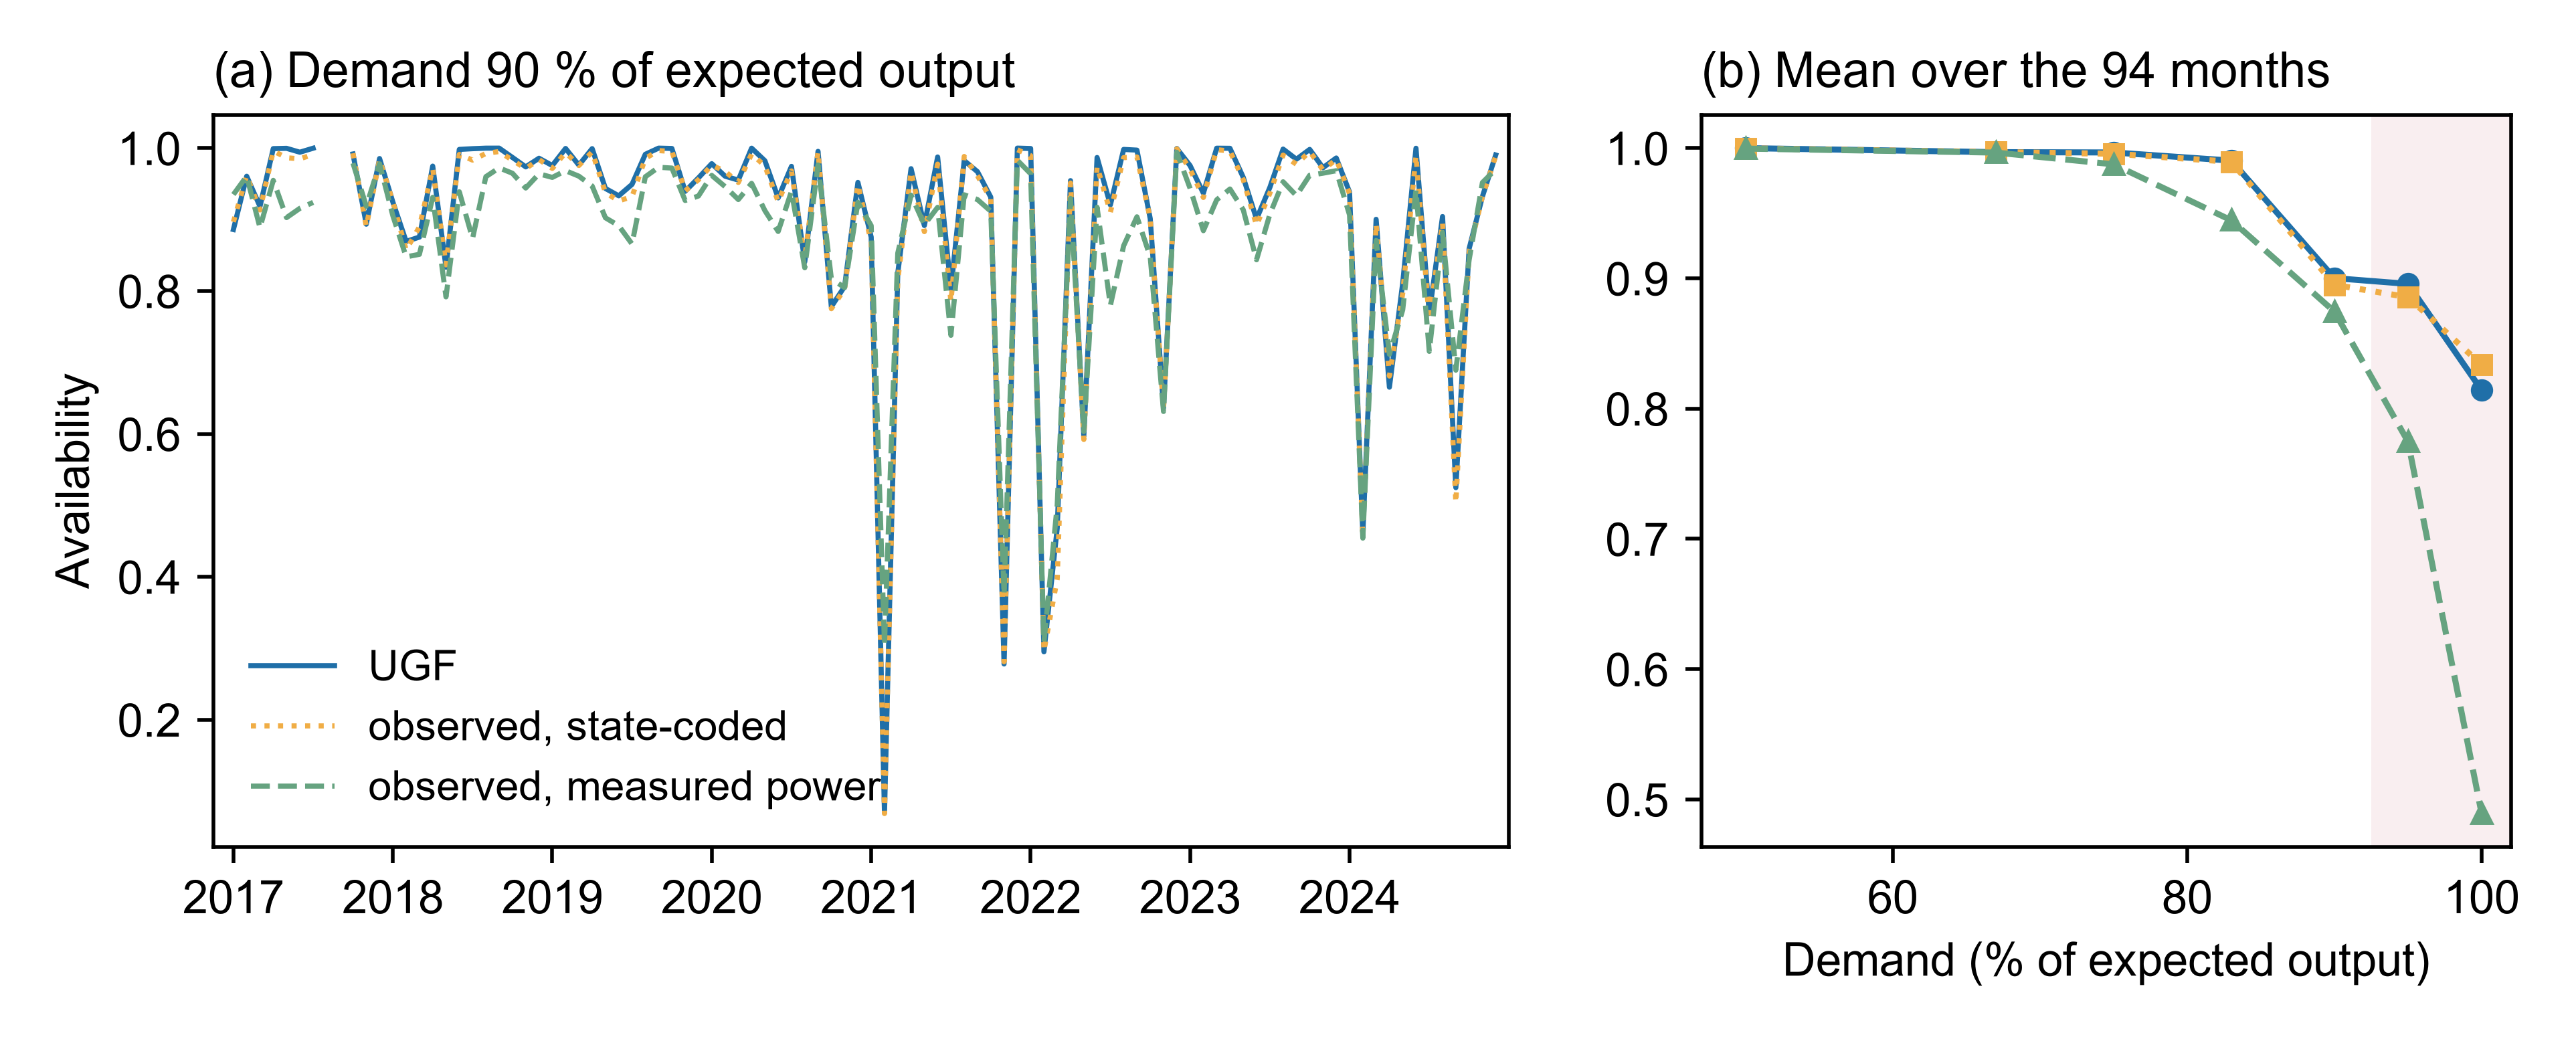 (a) Demand 90 % of expected output
Availability
1.0
0.8
0.6
0.4
0.2
UGF
observed, state-coded
observed, measured power
2017 2018 2019 2020 2021 2022 2023 2024
(b) Mean over the 94 months
1.0
0.9
0.8
0.7
0.6
0.5
60 80 100
Demand (% of expected output)